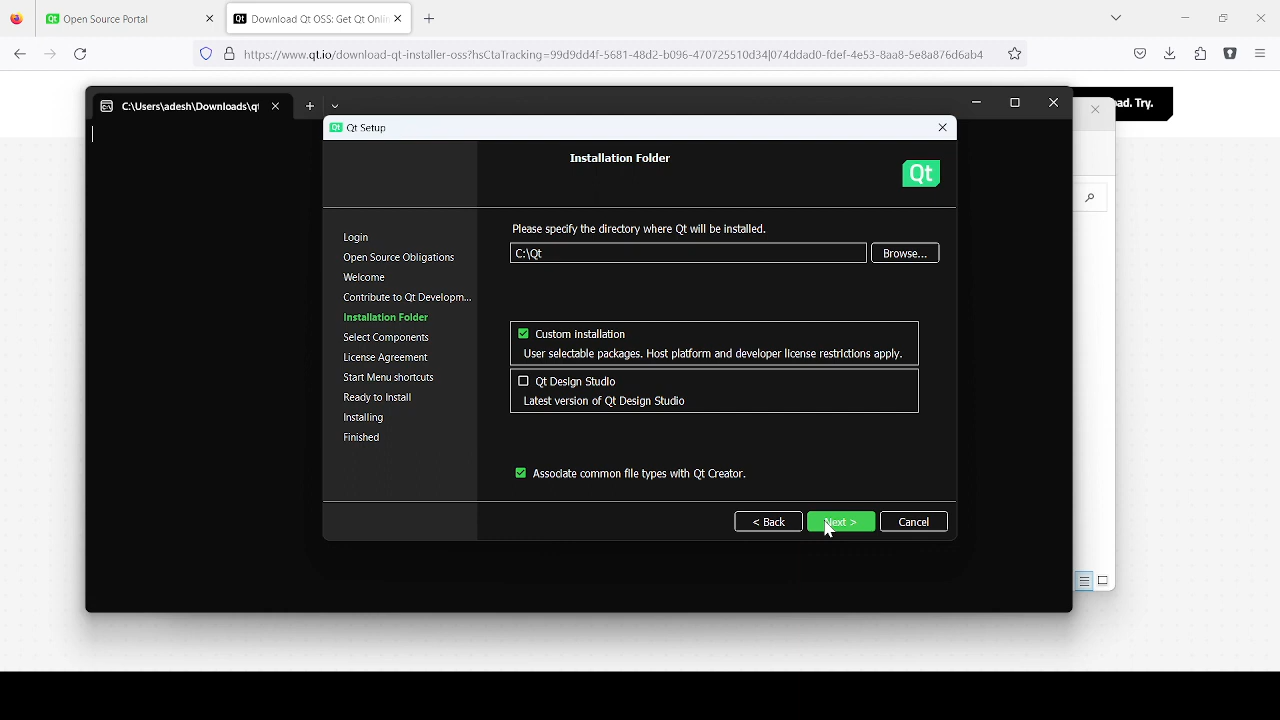 Open Source Portal
Download Qt OSS: Get Qt Onlin
https://www.qt.io/download-qt-installer-oss?hsCtaTracking=99d9dd4f-5681-48d2-b096-470725510d34|074ddad0-fdef-4e53-8aa8-5e8a876d6ab4
C:\Users\adesh\Downloads\qt
ad. Try.
Qt Setup
Installation Folder
Qt
Login
Open Source Obligations
Welcome
Contribute to Qt Developm...
Installation Folder
Select Components
License Agreement
Start Menu shortcuts
Ready to Install
Installing
Finished
Please specify the directory where Qt will be installed.
C:\Qt
Browse...
Custom installation
User selectable packages. Host platform and developer license restrictions apply.
Qt Design Studio
Latest version of Qt Design Studio
Associate common file types with Qt Creator.
< Back
Next >
Cancel